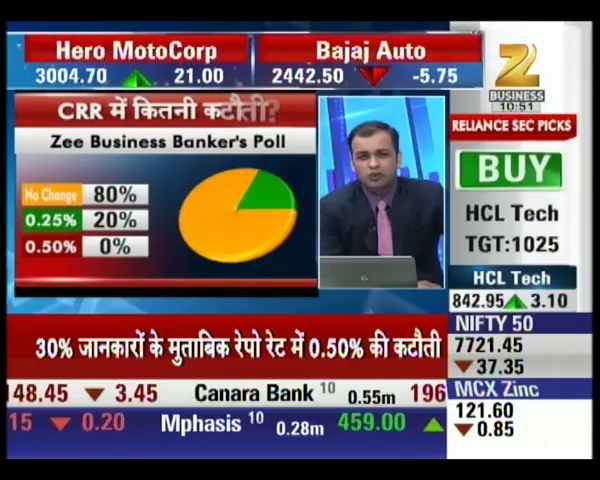 Hero MotoCorp
3004.70 21.00
Bajaj Auto
2442.50 -5.75
Z
BUSINESS
10:51
CRR में कितनी कटौती?
Zee Business Banker's Poll
No Change 80%
0.25% 20%
0.50% 0%
RELIANCE SEC PICKS
BUY
HCL Tech
TGT:1025
HCL Tech
842.95 3.10
30% जानकारों के मुताबिक रेपो रेट में 0.50% की कटौती
NIFTY 50
7721.45
37.35
MCX Zinc
121.60
0.85
148.45 3.45 Canara Bank 10 0.55m 196
15 0.20 Mphasis 10 0.28m 459.00